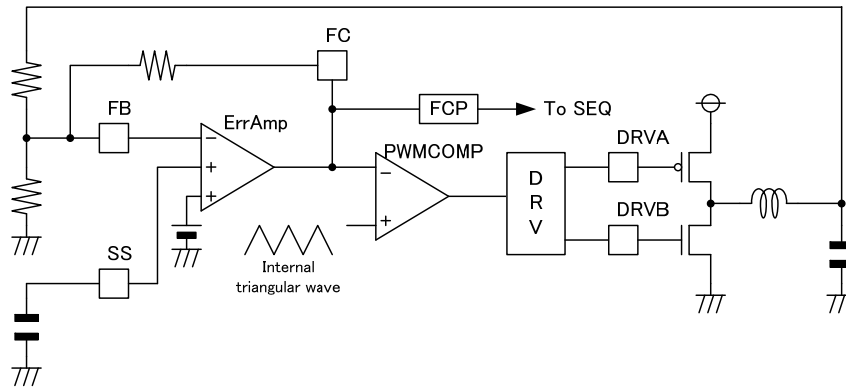 FC
FB
ErrAmp
FCP
To SEQ
DRVA
PWMCOMP
D
R
V
DRVB
SS
Internal
triangular wave
−
+
+
−
+